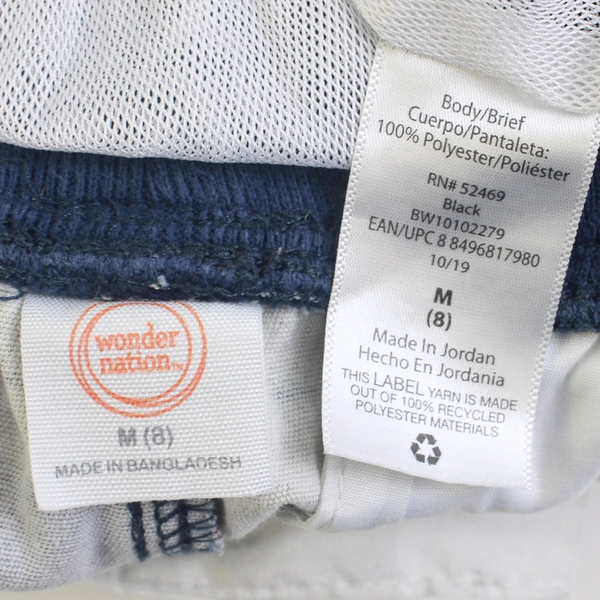 Body/Brief
Cuerpo/Pantaleta:
100% Polyester/Poliéster
RN# 52469
Black
BW10102279
EAN/UPC 8 8496817980
10/19
M
(8)
Made In Jordan
Hecho En Jordania
THIS LABEL YARN IS MADE
OUT OF 100% RECYCLED
POLYESTER MATERIALS
wonder
nation™
M (8)
MADE IN BANGLADESH